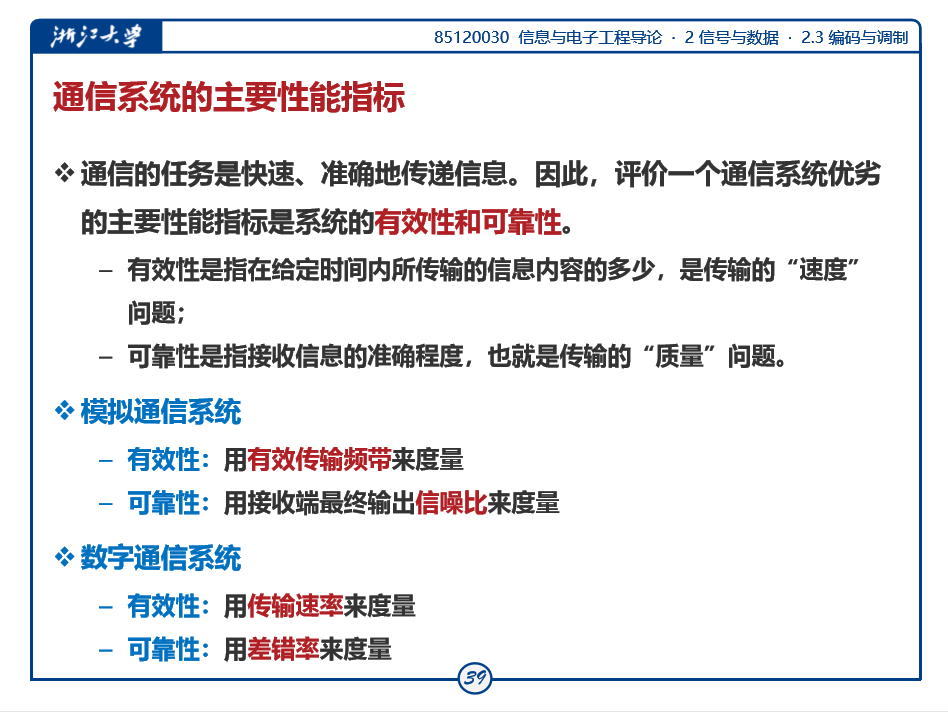 浙江大学
85120030 信息与电子工程导论 · 2 信号与数据 · 2.3 编码与调制
通信系统的主要性能指标
❖ 通信的任务是快速、准确地传递信息。因此，评价一个通信系统优劣
的主要性能指标是系统的有效性和可靠性。
– 有效性是指在给定时间内所传输的信息内容的多少，是传输的“速度”
问题；
– 可靠性是指接收信息的准确程度，也就是传输的“质量”问题。
❖ 模拟通信系统
– 有效性：用有效传输频带来度量
– 可靠性：用接收端最终输出信噪比来度量
❖ 数字通信系统
– 有效性：用传输速率来度量
– 可靠性：用差错率来度量
39